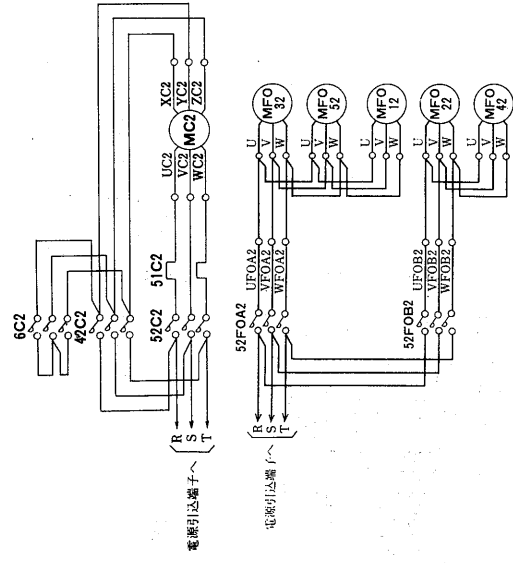 6C2
42C2
52C2
51C2
UC2
VC2
WC2
MC2
XC2
YC2
ZC2
R
S
T
電源引込端子へ
52FOA2
UFOA2
VFOA2
WFOA2
U
V
W
MFO
32
U
V
W
MFO
52
U
V
W
MFO
12
R
S
T
電源引込端子へ
52FOB2
UFOB2
VFOB2
WFOB2
U
V
W
MFO
22
U
V
W
MFO
42